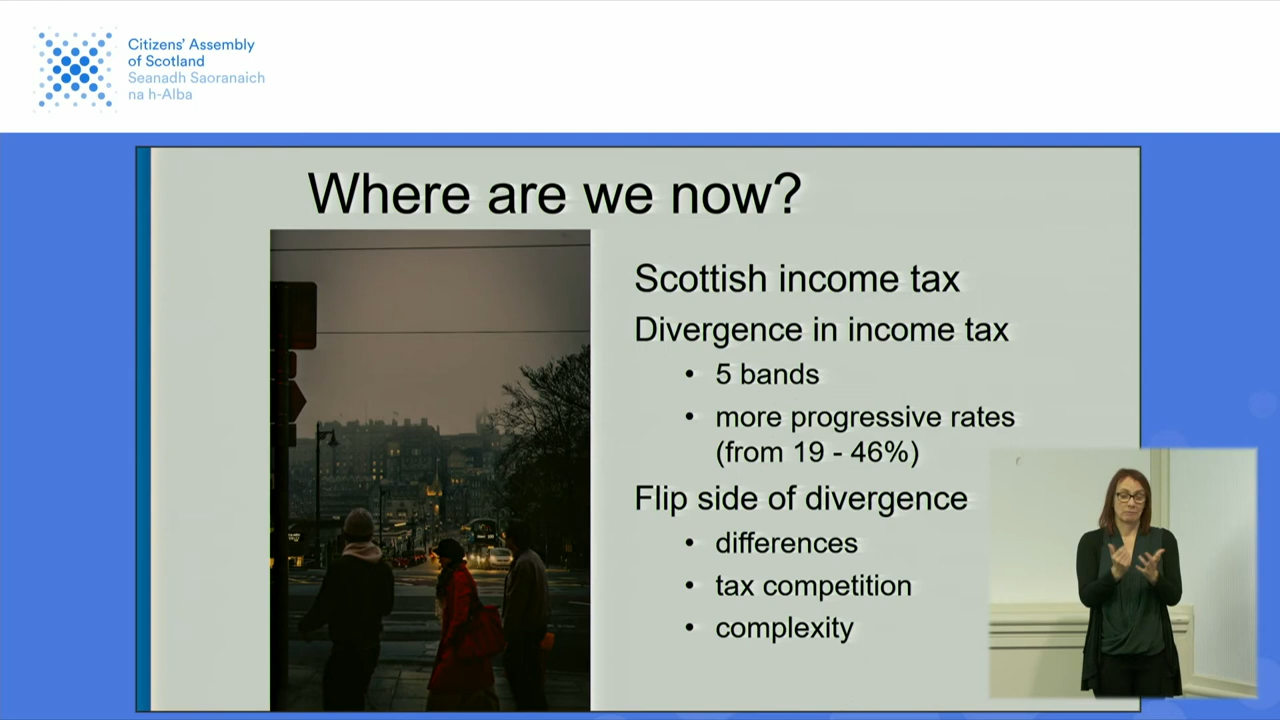 Citizens’ Assembly
of Scotland
Seanadh Saoranaich
na h-Alba
Where are we now?
Scottish income tax
Divergence in income tax
• 5 bands
• more progressive rates
(from 19 - 46%)
Flip side of divergence
• differences
• tax competition
• complexity